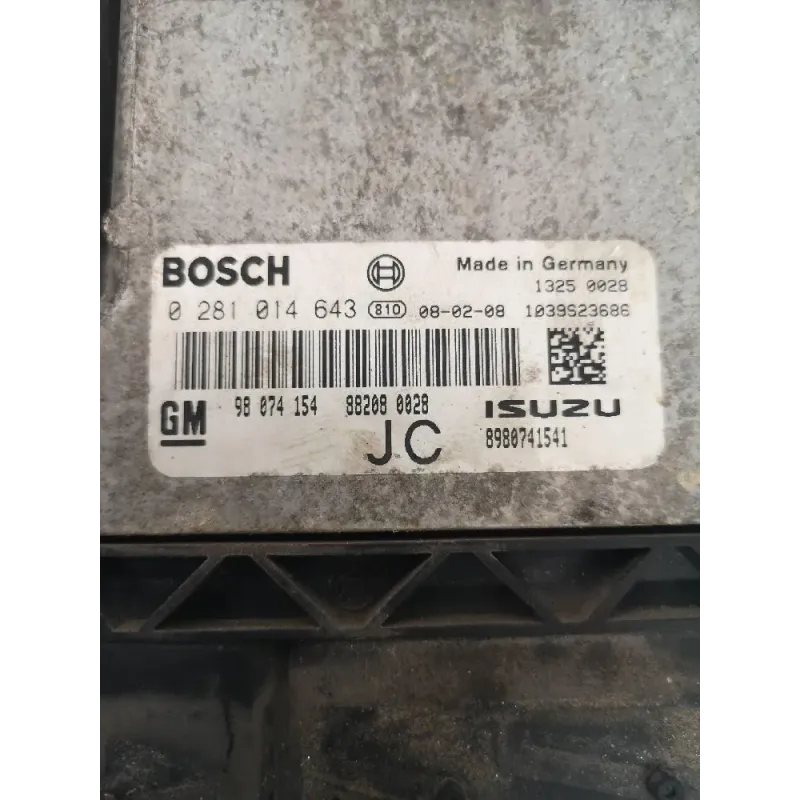 BOSCH
Made in Germany
1325 0028
0 281 014 643 810 08-02-08 1039S23686
GM 98 074 154 88208 0028 ISUZU
JC 8980741541